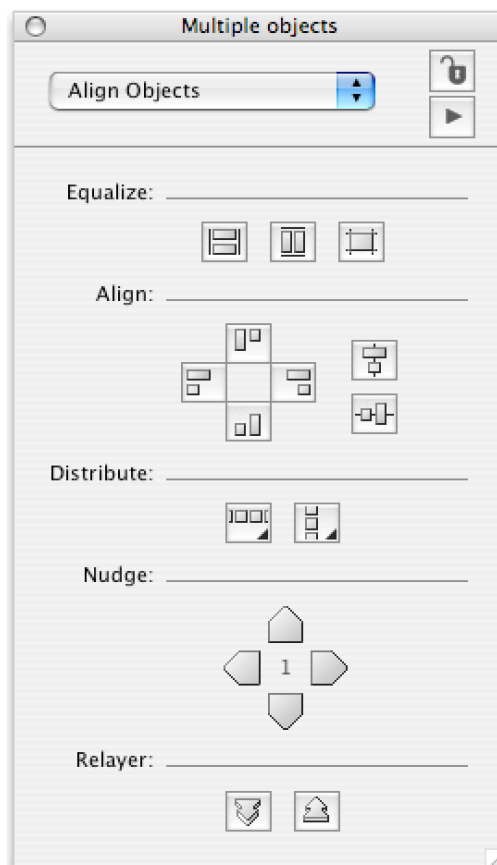 Multiple objects
Align Objects
Equalize:
Align:
Distribute:
Nudge:
1
Relayer: